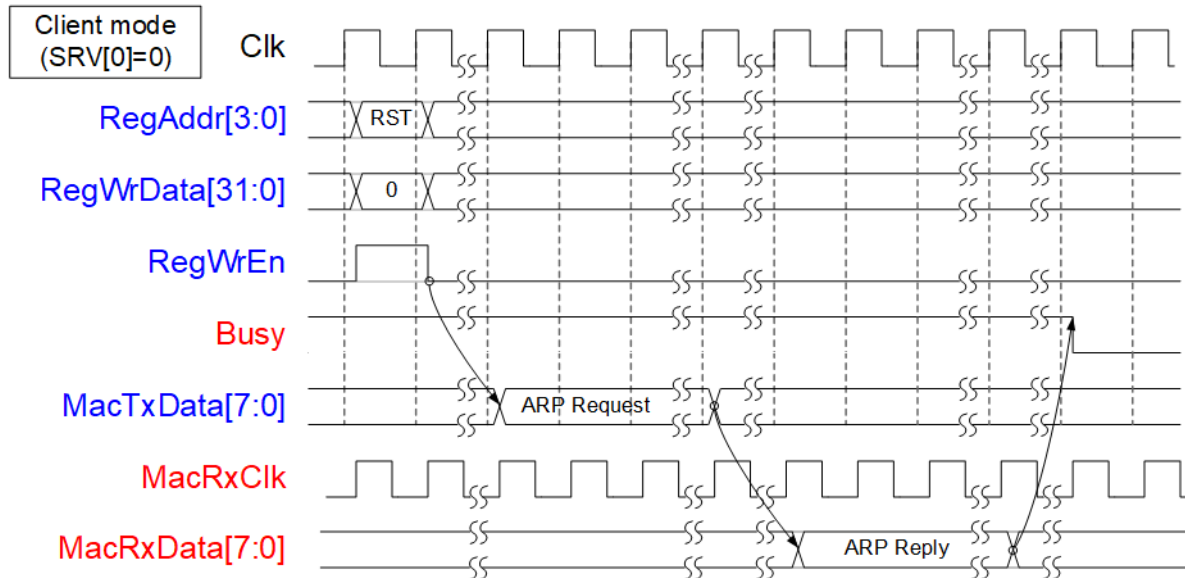 Client mode
(SRV[0]=0)
Clk
RegAddr[3:0]
RST
RegWrData[31:0]
0
RegWrEn
Busy
MacTxData[7:0]
ARP Request
MacRxClk
MacRxData[7:0]
ARP Reply